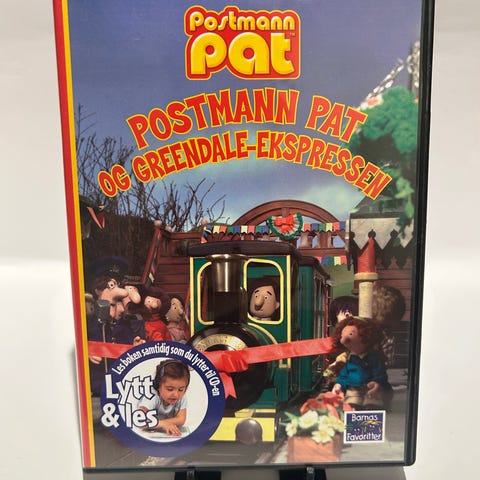 Postmann
Pat™
POSTMANN PAT
OG GREENDALE-EKSPRESSEN
Les boken samtidig som du lytter til CD-en
Lytt
& les
Barnas
Favoritter